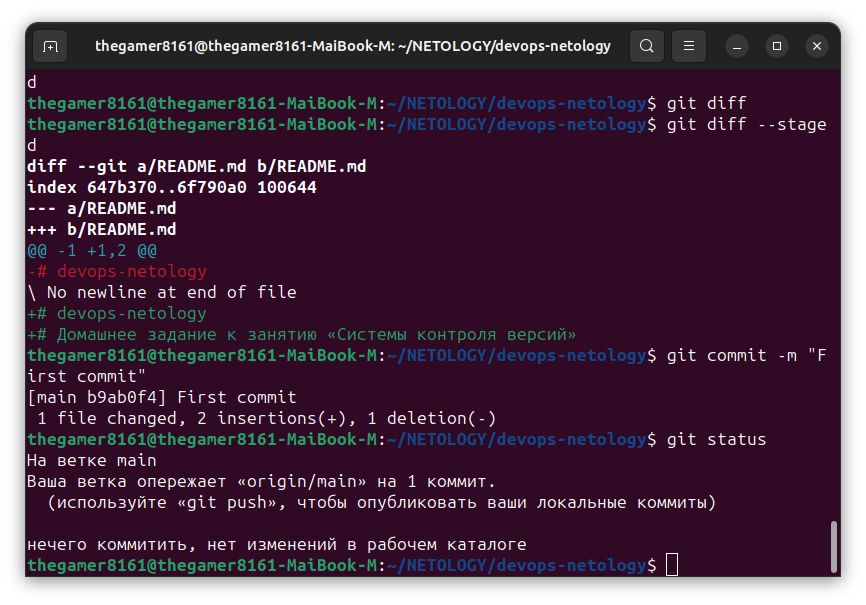 thegamer8161@thegamer8161-MaiBook-M: ~/NETOLOGY/devops-netology
d
thegamer8161@thegamer8161-MaiBook-M:~/NETOLOGY/devops-netology$ git diff
thegamer8161@thegamer8161-MaiBook-M:~/NETOLOGY/devops-netology$ git diff --stage
d
diff --git a/README.md b/README.md
index 647b370..6f790a0 100644
--- a/README.md
+++ b/README.md
@@ -1 +1,2 @@
-# devops-netology
\ No newline at end of file
+# devops-netology
+# Домашнее задание к занятию «Системы контроля версий»
thegamer8161@thegamer8161-MaiBook-M:~/NETOLOGY/devops-netology$ git commit -m "F
irst commit"
[main b9ab0f4] First commit
 1 file changed, 2 insertions(+), 1 deletion(-)
thegamer8161@thegamer8161-MaiBook-M:~/NETOLOGY/devops-netology$ git status
На ветке main
Ваша ветка опережает «origin/main» на 1 коммит.
  (используйте «git push», чтобы опубликовать ваши локальные коммиты)

нечего коммитить, нет изменений в рабочем каталоге
thegamer8161@thegamer8161-MaiBook-M:~/NETOLOGY/devops-netology$